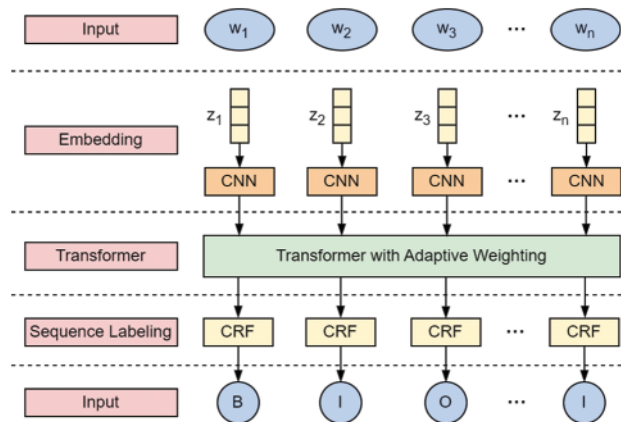 Input w1 w2 w3 ... wn
z1 z2 z3 ... zn
Embedding
CNN CNN CNN ... CNN
Transformer Transformer with Adaptive Weighting
Sequence Labeling CRF CRF CRF ... CRF
Input B I O ... I